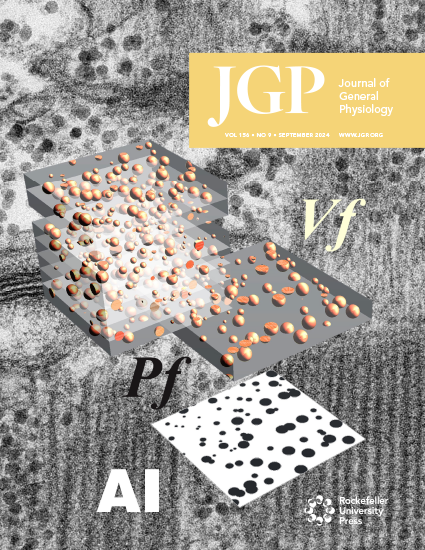 JGP
Journal of
General
Physiology
VOL 156 • NO 9 • SEPTEMBER 2024 WWW.JGP.ORG
Vf
Pf
AI
Rockefeller
University
Press